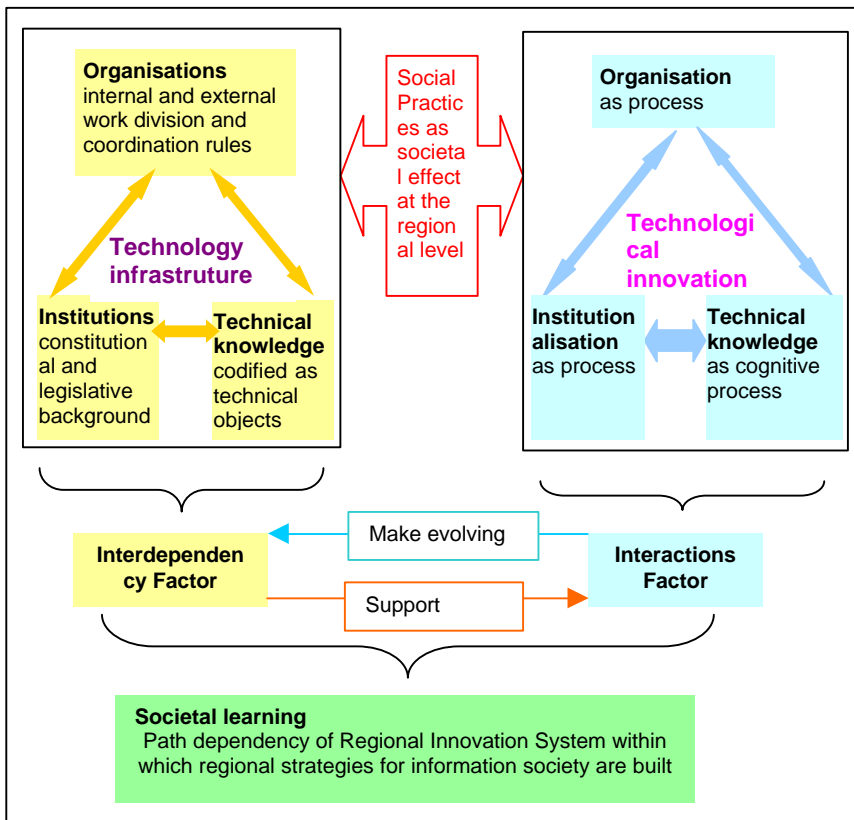 Organisations
internal and external
work division and
coordination rules
Technology
infrastruture
Institutions
constitution
al and
legislative
background
Technical
knowledge
codified as
technical
objects
Social
Practic
es as
societa
l effect
at the
region
al level
Organisation
as process
Technologi
cal
innovation
Institution
alisation
as process
Technical
knowledge
as cognitive
process
Interdependen
cy Factor
Make evolving
Support
Interactions
Factor
Societal learning
Path dependency of Regional Innovation System within
which regional strategies for information society are built